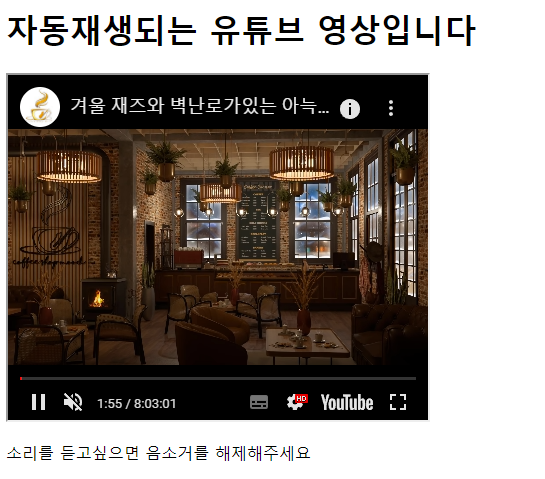 자동재생되는 유튜브 영상입니다
겨울 재즈와 벽난로가있는 아늑...
1:55 / 8:03:01
HD
YouTube
소리를 듣고싶으면 음소거를 해제해주세요